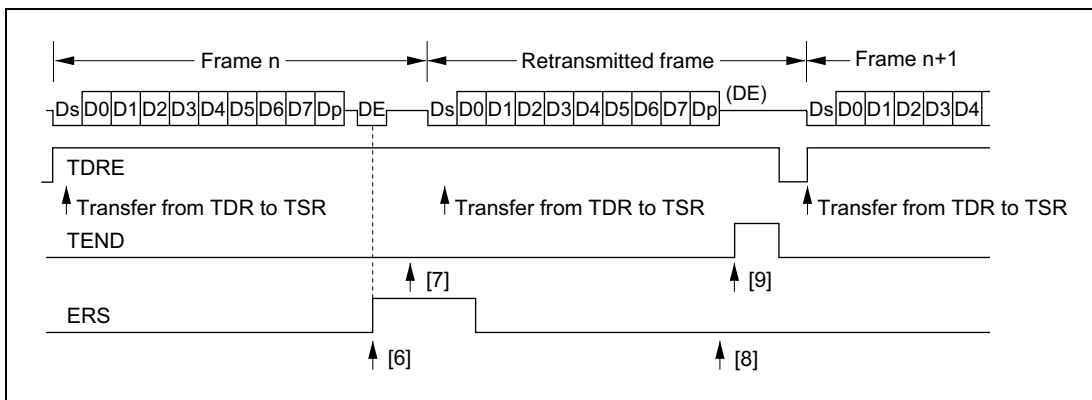 Frame n Retransmitted frame Frame n+1
Ds D0 D1 D2 D3 D4 D5 D6 D7 Dp DE Ds D0 D1 D2 D3 D4 D5 D6 D7 Dp (DE) Ds D0 D1 D2 D3 D4
TDRE
Transfer from TDR to TSR Transfer from TDR to TSR Transfer from TDR to TSR
TEND
[7] [9]
ERS
[6] [8]